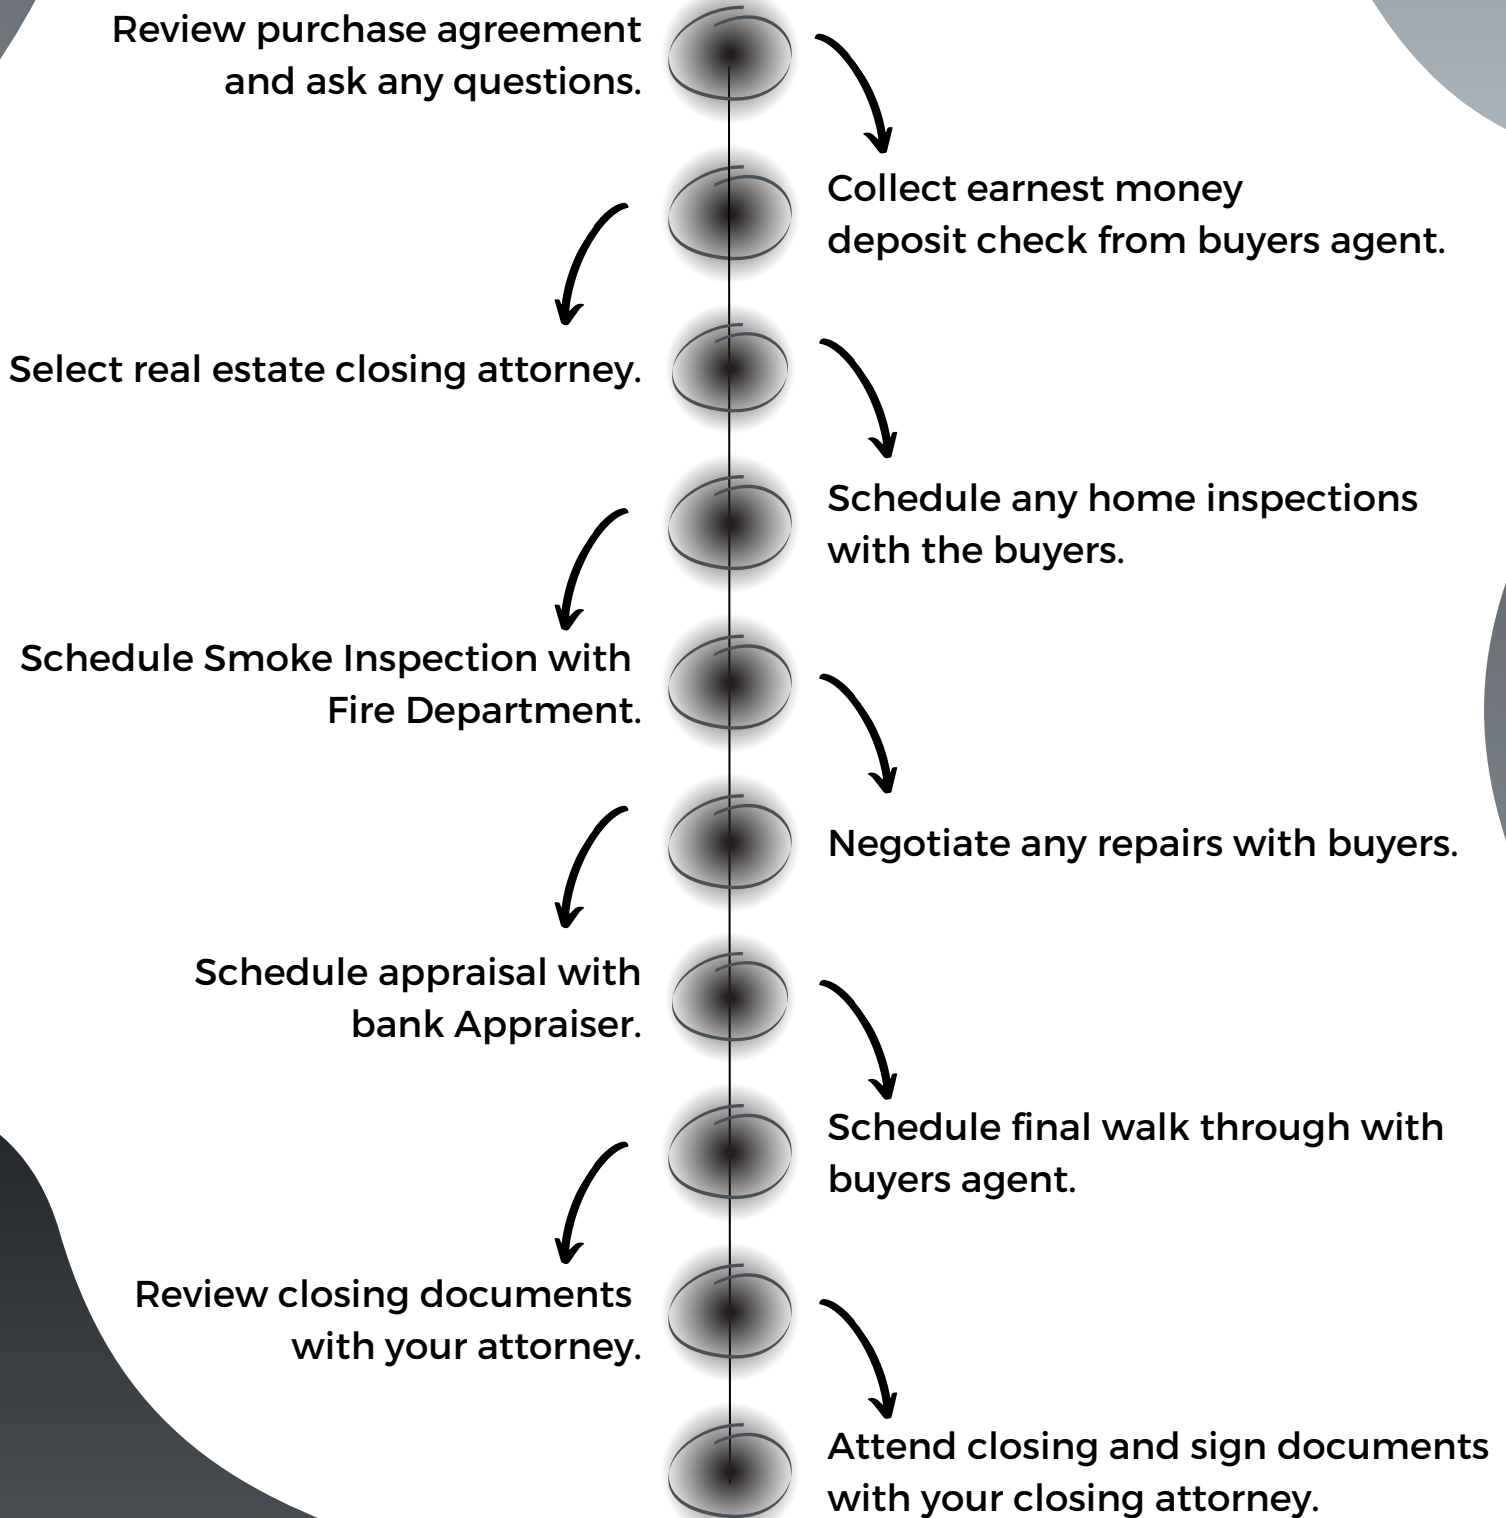 Review purchase agreement
and ask any questions.
Collect earnest money
deposit check from buyers agent.
Select real estate closing attorney.
Schedule any home inspections
with the buyers.
Schedule Smoke Inspection with
Fire Department.
Negotiate any repairs with buyers.
Schedule appraisal with
bank Appraiser.
Schedule final walk through with
buyers agent.
Review closing documents
with your attorney.
Attend closing and sign documents
with your closing attorney.